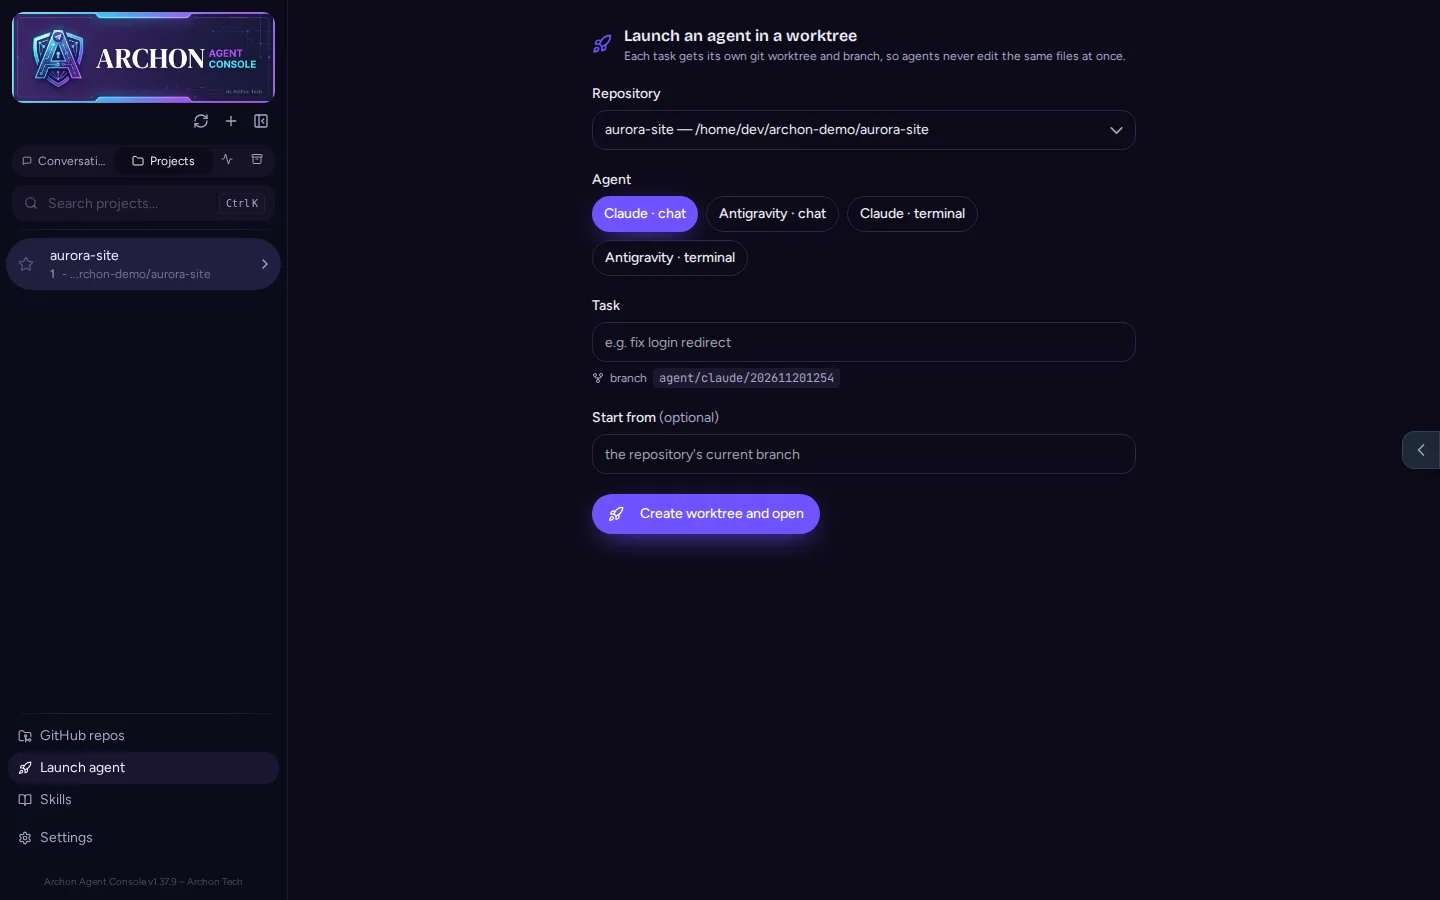 ARCHON AGENT CONSOLE
By Archon Tech
Conversati...
Projects
Search projects...
Ctrl K
aurora-site
1 - ...rchon-demo/aurora-site
GitHub repos
Launch agent
Skills
Settings
Archon Agent Console v1.37.9 – Archon Tech
Launch an agent in a worktree
Each task gets its own git worktree and branch, so agents never edit the same files at once.
Repository
aurora-site — /home/dev/archon-demo/aurora-site
Agent
Claude · chat
Antigravity · chat
Claude · terminal
Antigravity · terminal
Task
e.g. fix login redirect
branch agent/claude/202611201254
Start from (optional)
the repository's current branch
Create worktree and open